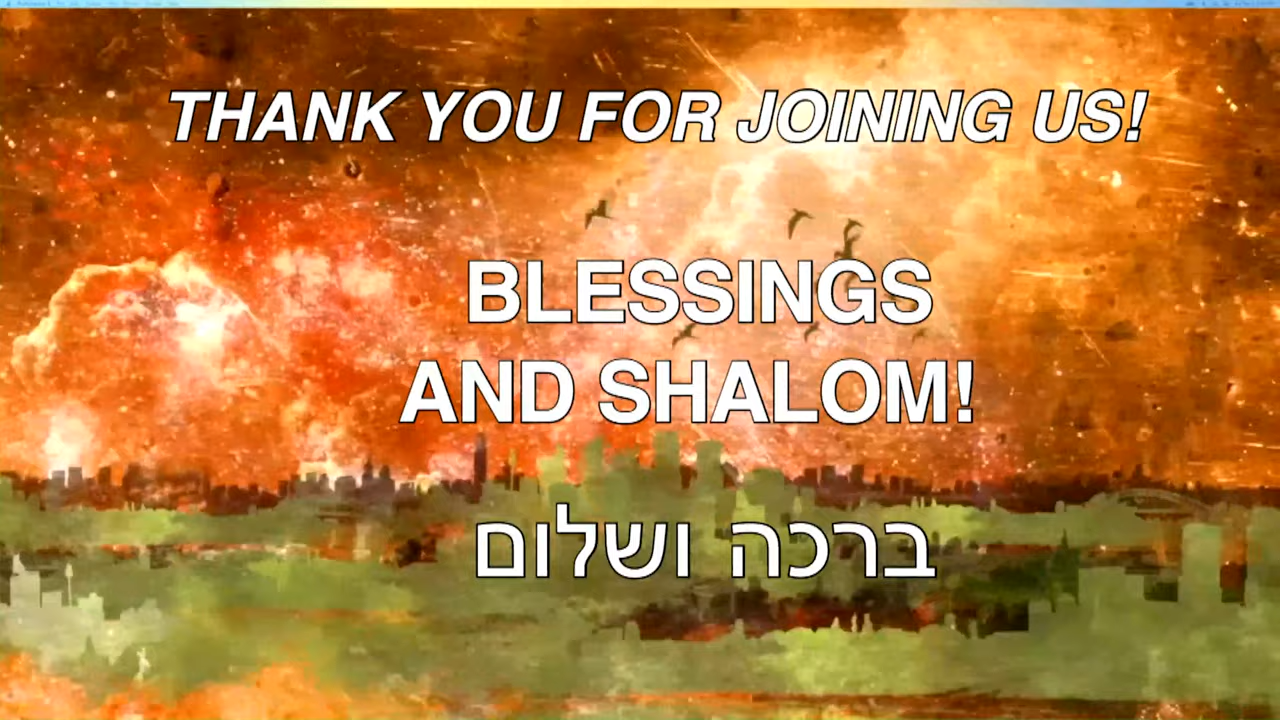 THANK YOU FOR JOINING US!
BLESSINGS
AND SHALOM!
ברכה ושלום